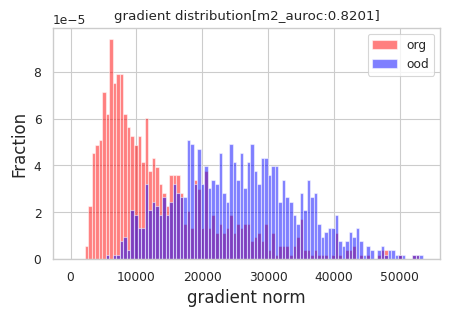 gradient distribution[m2_auroc:0.8201]
1e−5
org
ood
8
6
4
2
0
Fraction
0 10000 20000 30000 40000 50000
gradient norm